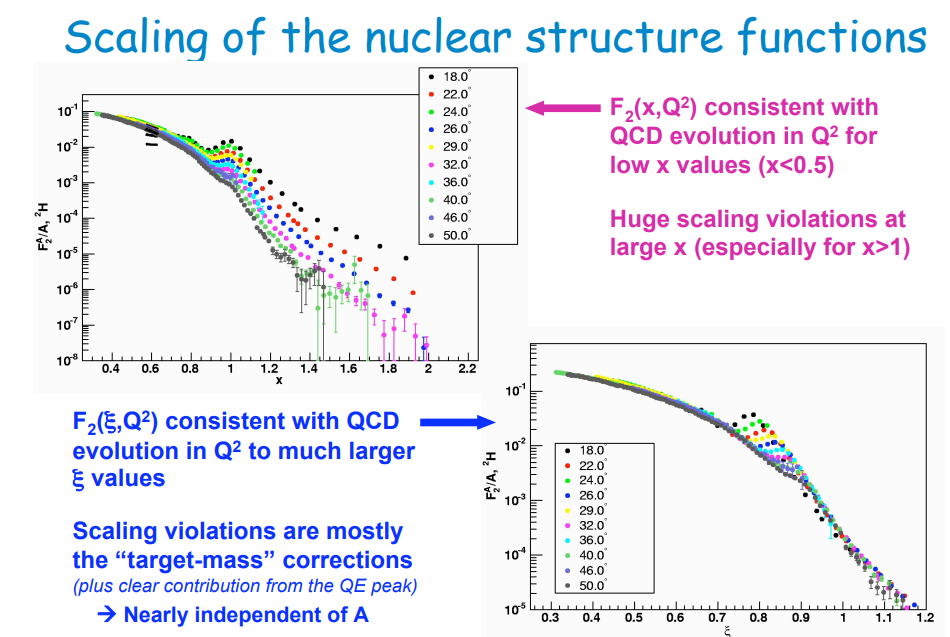 Scaling of the nuclear structure functions
18.0°
22.0°
24.0°
26.0°
29.0°
32.0°
36.0°
40.0°
46.0°
50.0°
10⁻¹
10⁻²
10⁻³
10⁻⁴
10⁻⁵
10⁻⁶
10⁻⁷
10⁻⁸
F₂ᴬ/A, ²H
0.4 0.6 0.8 1 1.2 1.4 1.6 1.8 2 2.2
x
F₂(x,Q²) consistent with
QCD evolution in Q² for
low x values (x<0.5)
Huge scaling violations at
large x (especially for x>1)
F₂(ξ,Q²) consistent with QCD
evolution in Q² to much larger
ξ values
Scaling violations are mostly
the “target-mass” corrections
(plus clear contribution from the QE peak)
→ Nearly independent of A
10⁻¹
10⁻²
10⁻³
10⁻⁴
10⁻⁵
F₂ᴬ/A, ²H
18.0°
22.0°
24.0°
26.0°
29.0°
32.0°
36.0°
40.0°
46.0°
50.0°
0.3 0.4 0.5 0.6 0.7 0.8 0.9 1 1.1 1.2
ξ